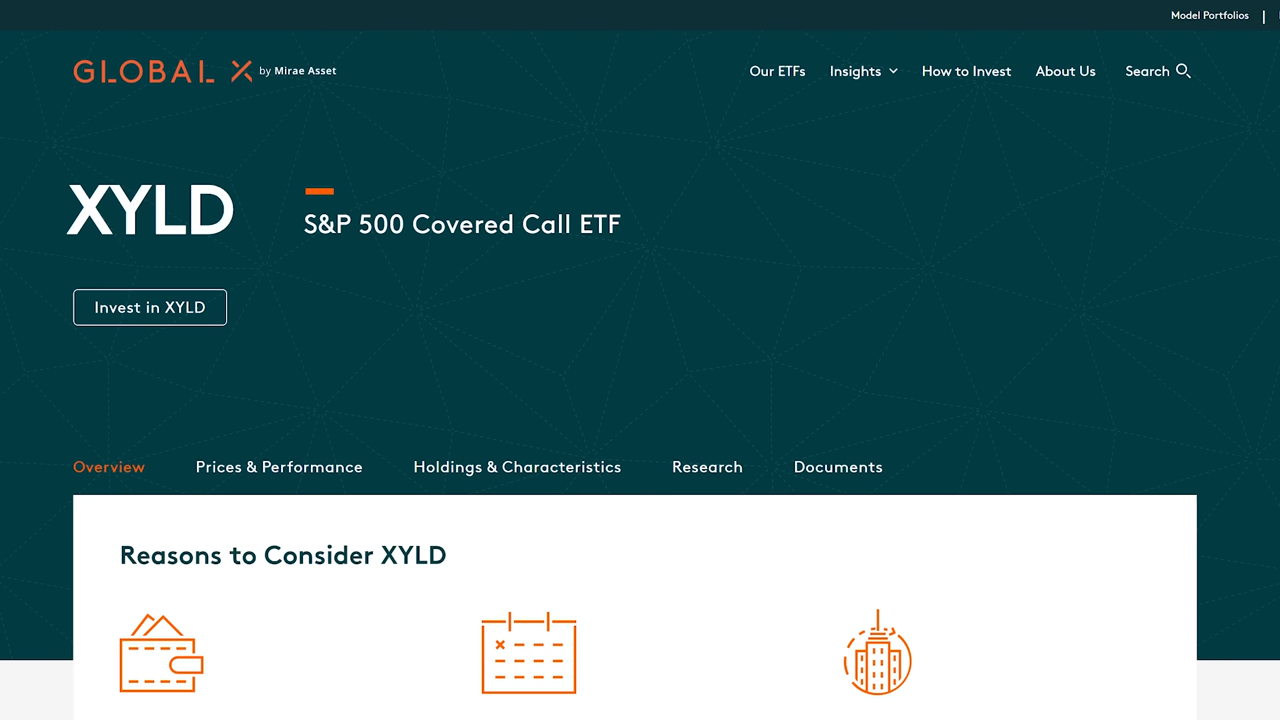 Model Portfolios |
GLOBAL X by Mirae Asset
Our ETFs
Insights
How to Invest
About Us
Search
XYLD
S&P 500 Covered Call ETF
Invest in XYLD
Overview
Prices & Performance
Holdings & Characteristics
Research
Documents
Reasons to Consider XYLD